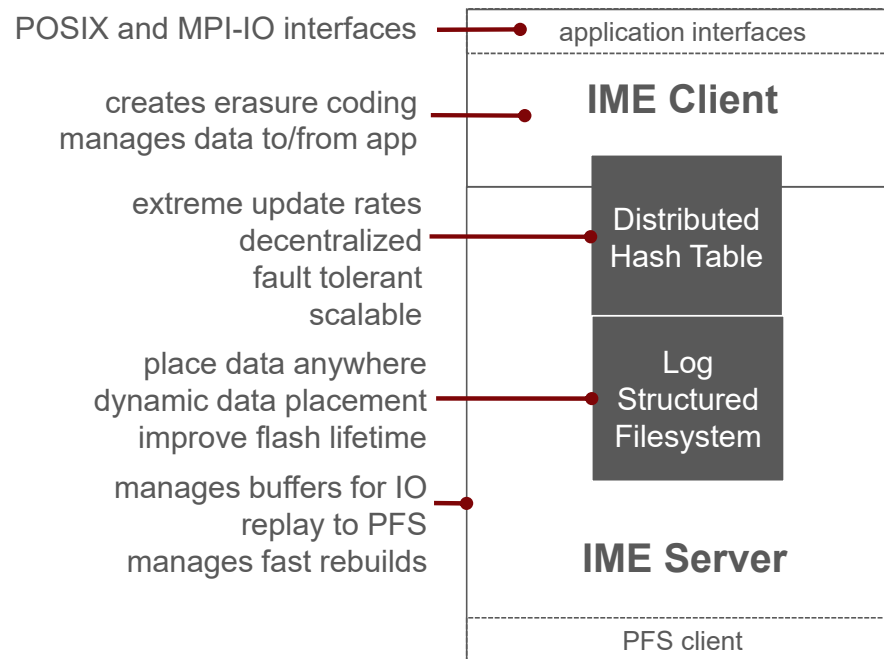 POSIX and MPI-IO interfaces
application interfaces
IME Client
creates erasure coding
manages data to/from app
extreme update rates
decentralized
fault tolerant
scalable
Distributed
Hash Table
place data anywhere
dynamic data placement
improve flash lifetime
Log
Structured
Filesystem
manages buffers for IO
replay to PFS
manages fast rebuilds
IME Server
PFS client